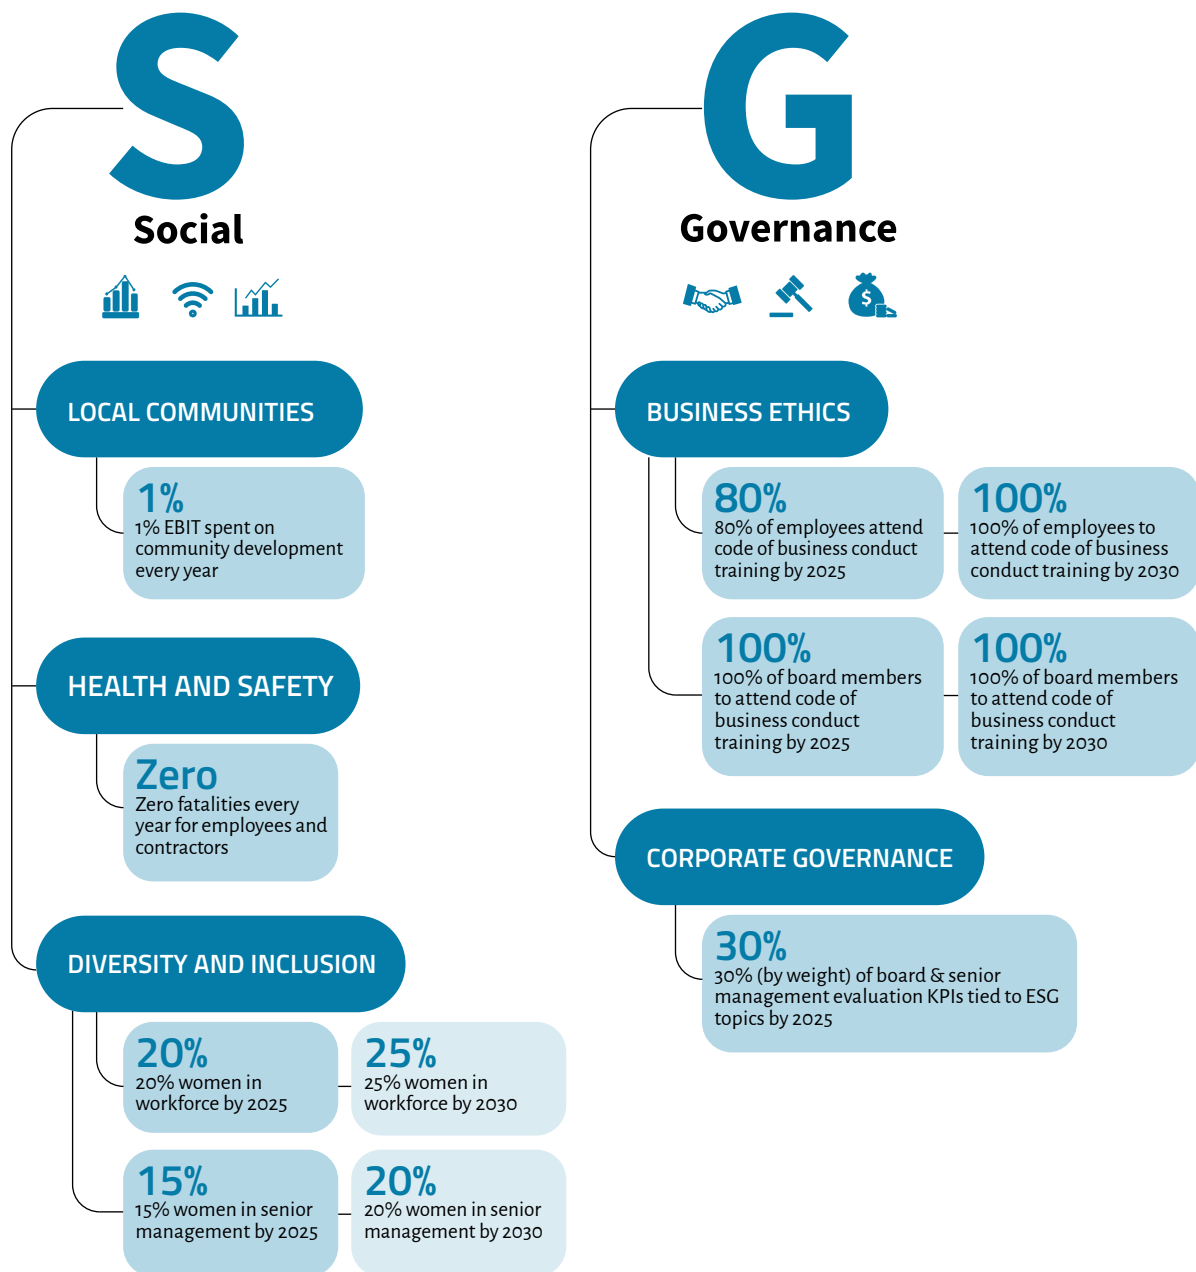 S
Social
LOCAL COMMUNITIES
1%
1% EBIT spent on
community development
every year
HEALTH AND SAFETY
Zero
Zero fatalities every
year for employees and
contractors
DIVERSITY AND INCLUSION
20%
20% women in
workforce by 2025
25%
25% women in
workforce by 2030
15%
15% women in senior
management by 2025
20%
20% women in senior
management by 2030
G
Governance
$
BUSINESS ETHICS
80%
80% of employees attend
code of business conduct
training by 2025
100%
100% of employees to
attend code of business
conduct training by 2030
100%
100% of board members
to attend code of
business conduct
training by 2025
100%
100% of board members
to attend code of
business conduct
training by 2030
CORPORATE GOVERNANCE
30%
30% (by weight) of board & senior
management evaluation KPIs tied to ESG
topics by 2025